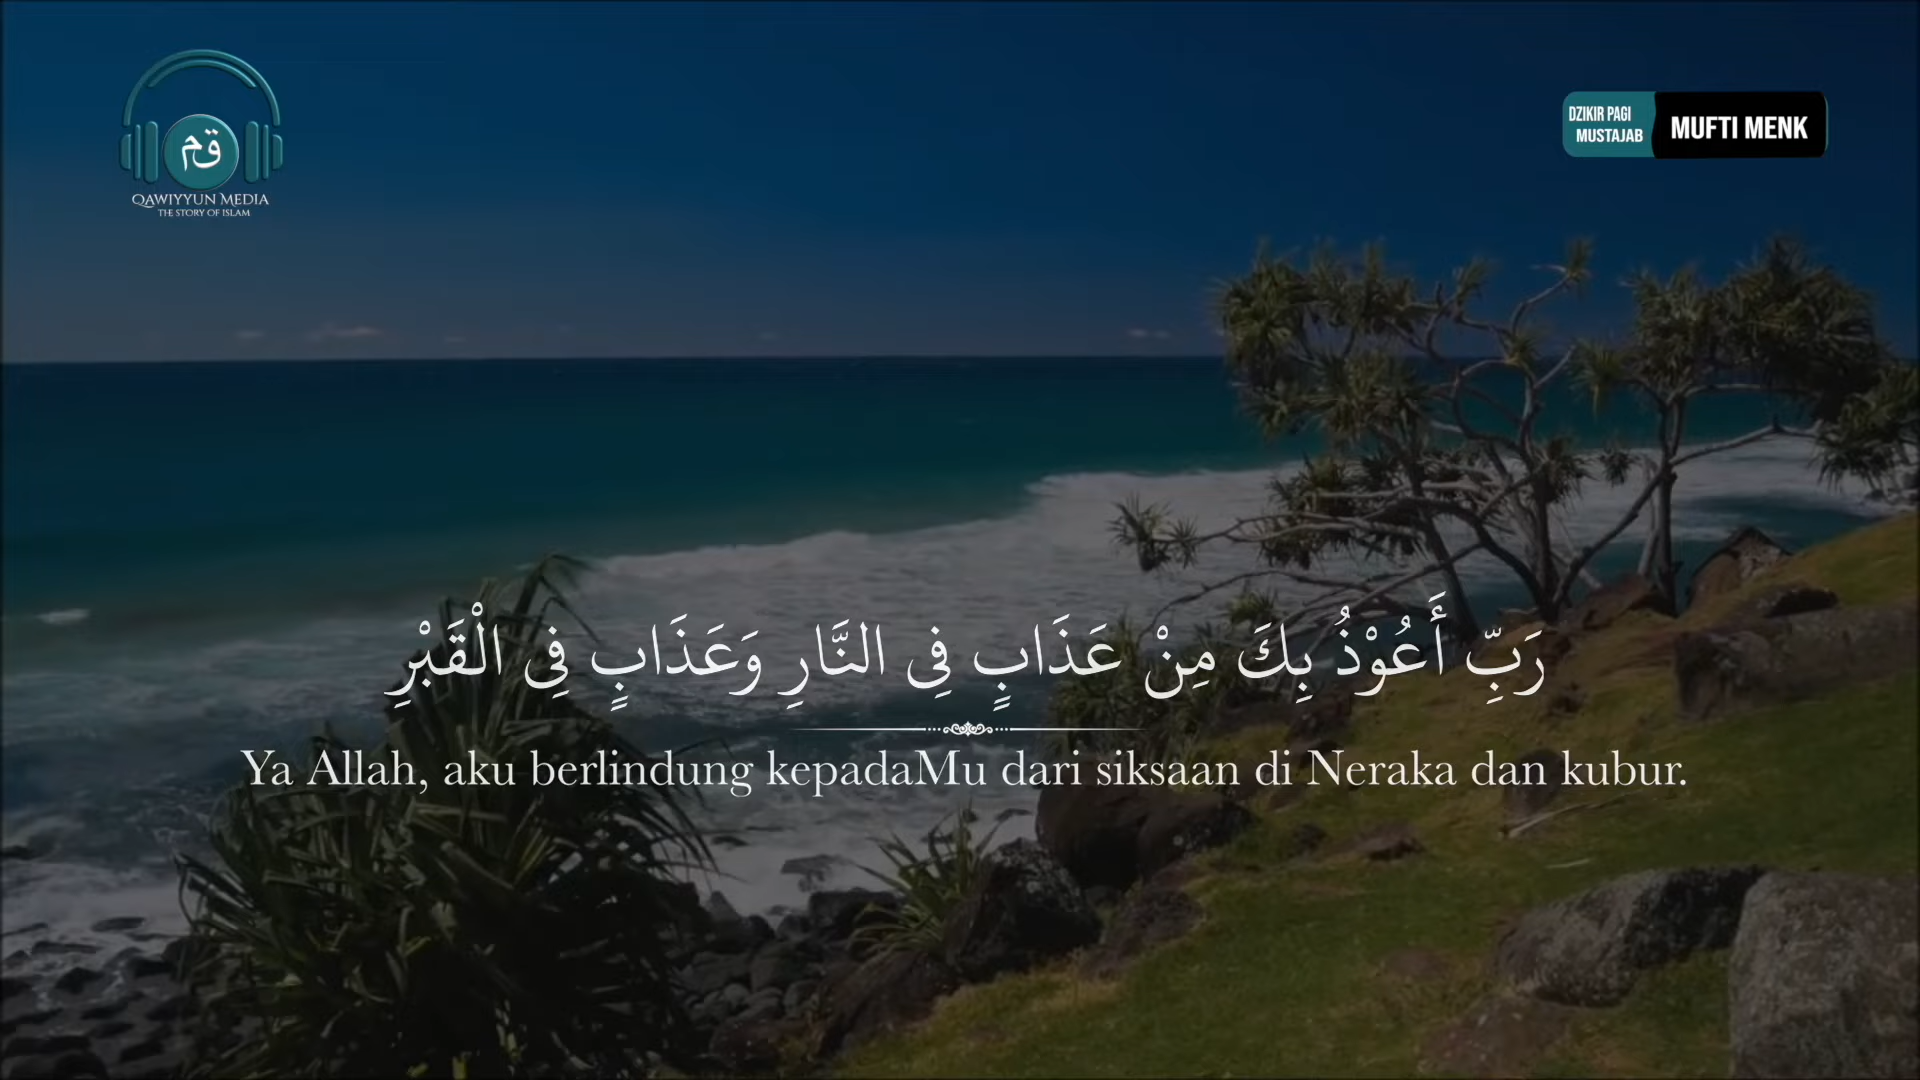 قم
QAWIYYUN MEDIA
THE STORY OF ISLAM
DZIKIR PAGI
MUSTAJAB
MUFTI MENK
رَبِّ أَعُوْذُ بِكَ مِنْ عَذَابٍ فِى النَّارِ وَعَذَابٍ فِى الْقَبْرِ
Ya Allah, aku berlindung kepadaMu dari siksaan di Neraka dan kubur.